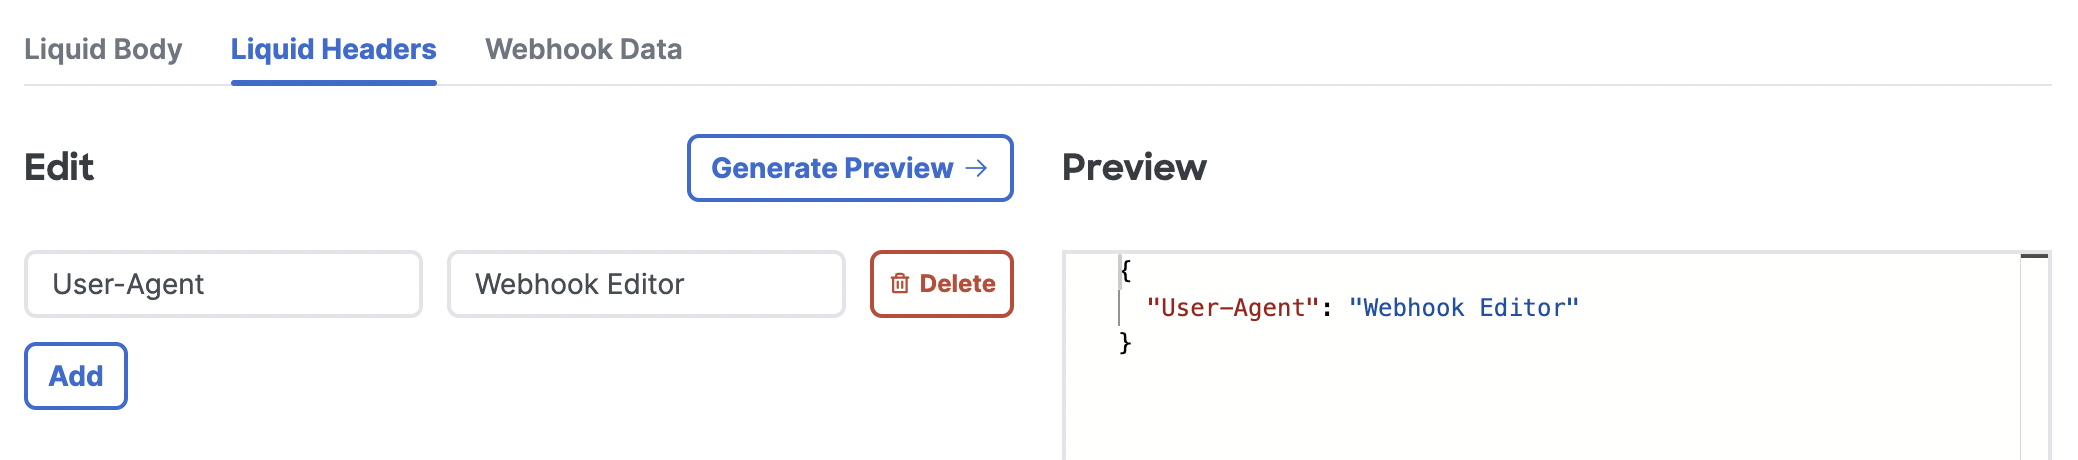 Liquid Body Liquid Headers Webhook Data
Edit
Generate Preview →
Preview
User-Agent
Webhook Editor
Delete
Add
{
"User-Agent": "Webhook Editor"
}